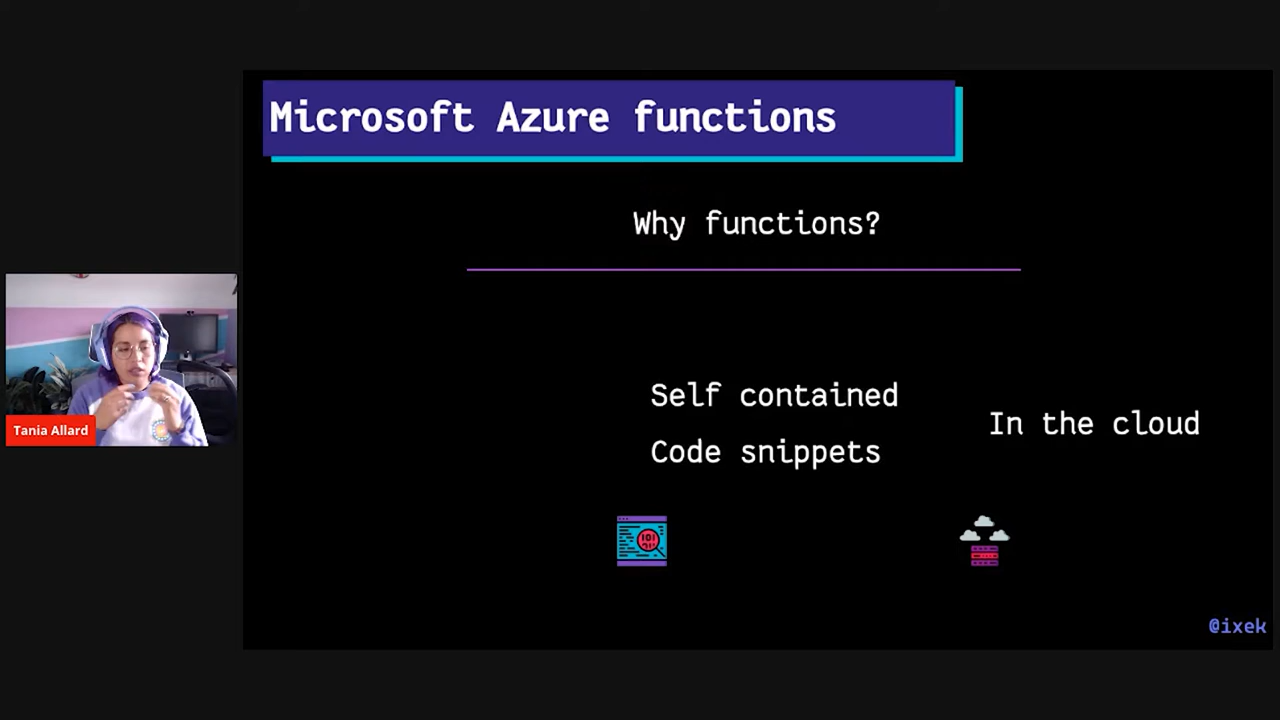 Microsoft Azure functions
Why functions?
Self contained
Code snippets
In the cloud
Tania Allard
@ixek